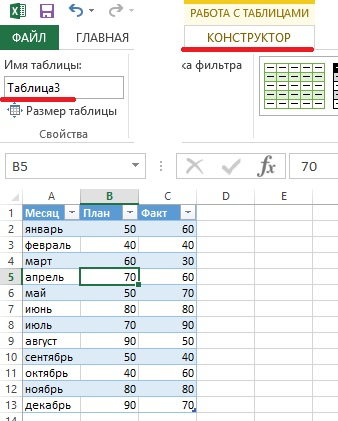 РАБОТА С ТАБЛИЦАМИ
ФАЙЛ ГЛАВНАЯ КОНСТРУКТОР
Имя таблицы: ка фильтра
Таблица3
Размер таблицы
Свойства
B5 fx 70
A B C D E
1 Месяц План Факт
2 январь 50 60
3 февраль 40 40
4 март 60 30
5 апрель 70 60
6 май 50 70
7 июнь 80 80
8 июль 70 90
9 август 90 50
10 сентябрь 50 40
11 октябрь 40 60
12 ноябрь 80 80
13 декабрь 90 70